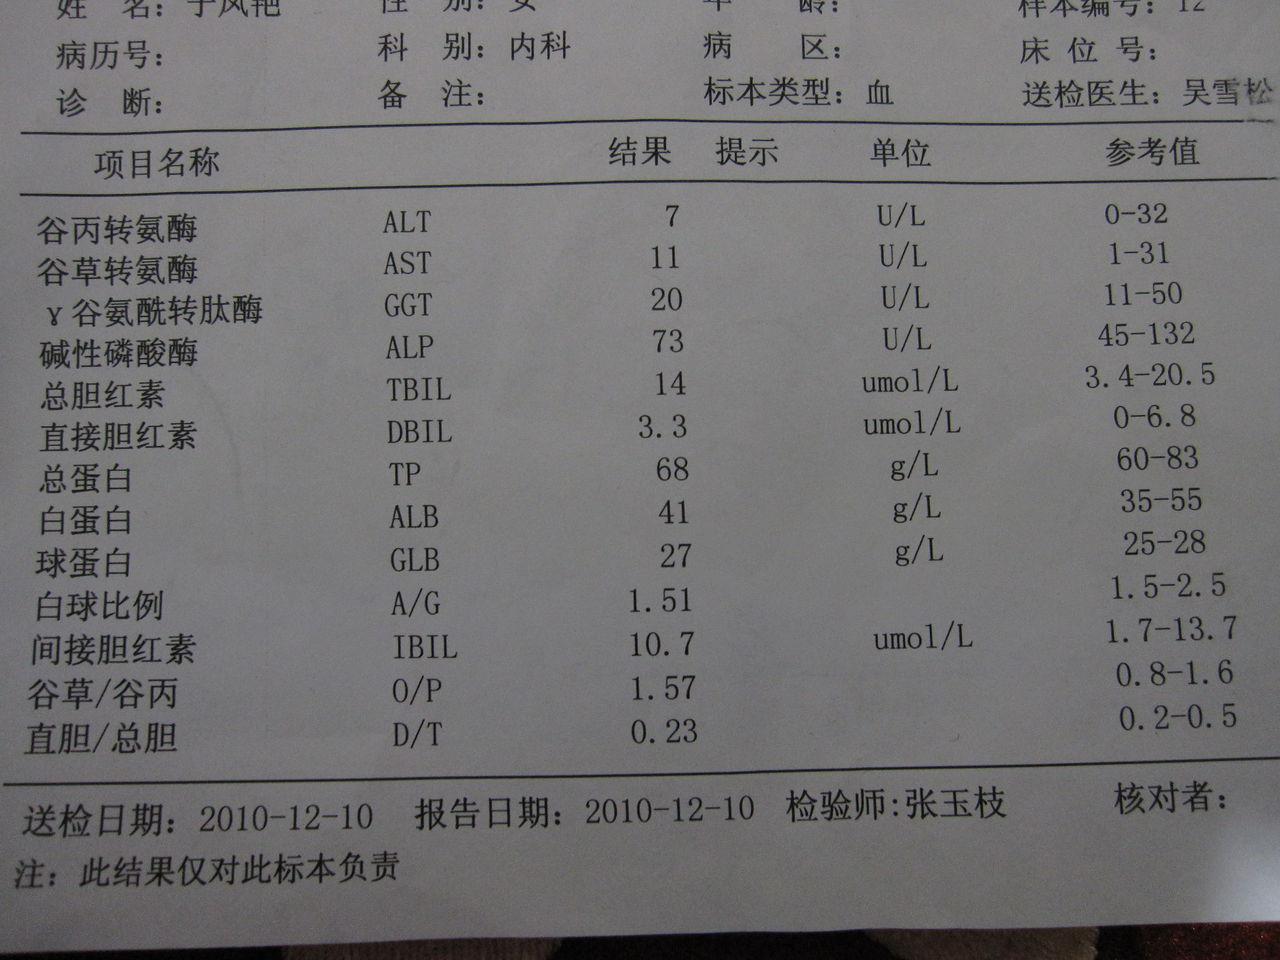 姓 名：于凤艳 性 别：女 年 龄： 样本编号：12
病历号： 科 别：内科 病 区： 床 位 号：
诊 断： 备 注： 标本类型：血 送检医生：吴雪松
项目名称 结果 提示 单位 参考值
谷丙转氨酶 ALT 7 U/L 0-32
谷草转氨酶 AST 11 U/L 1-31
γ谷氨酰转肽酶 GGT 20 U/L 11-50
碱性磷酸酶 ALP 73 U/L 45-132
总胆红素 TBIL 14 umol/L 3.4-20.5
直接胆红素 DBIL 3.3 umol/L 0-6.8
总蛋白 TP 68 g/L 60-83
白蛋白 ALB 41 g/L 35-55
球蛋白 GLB 27 g/L 25-28
白球比例 A/G 1.51 1.5-2.5
间接胆红素 IBIL 10.7 umol/L 1.7-13.7
谷草/谷丙 O/P 1.57 0.8-1.6
直胆/总胆 D/T 0.23 0.2-0.5
送检日期：2010-12-10 报告日期：2010-12-10 检验师:张玉枝 核对者：
注：此结果仅对此标本负责